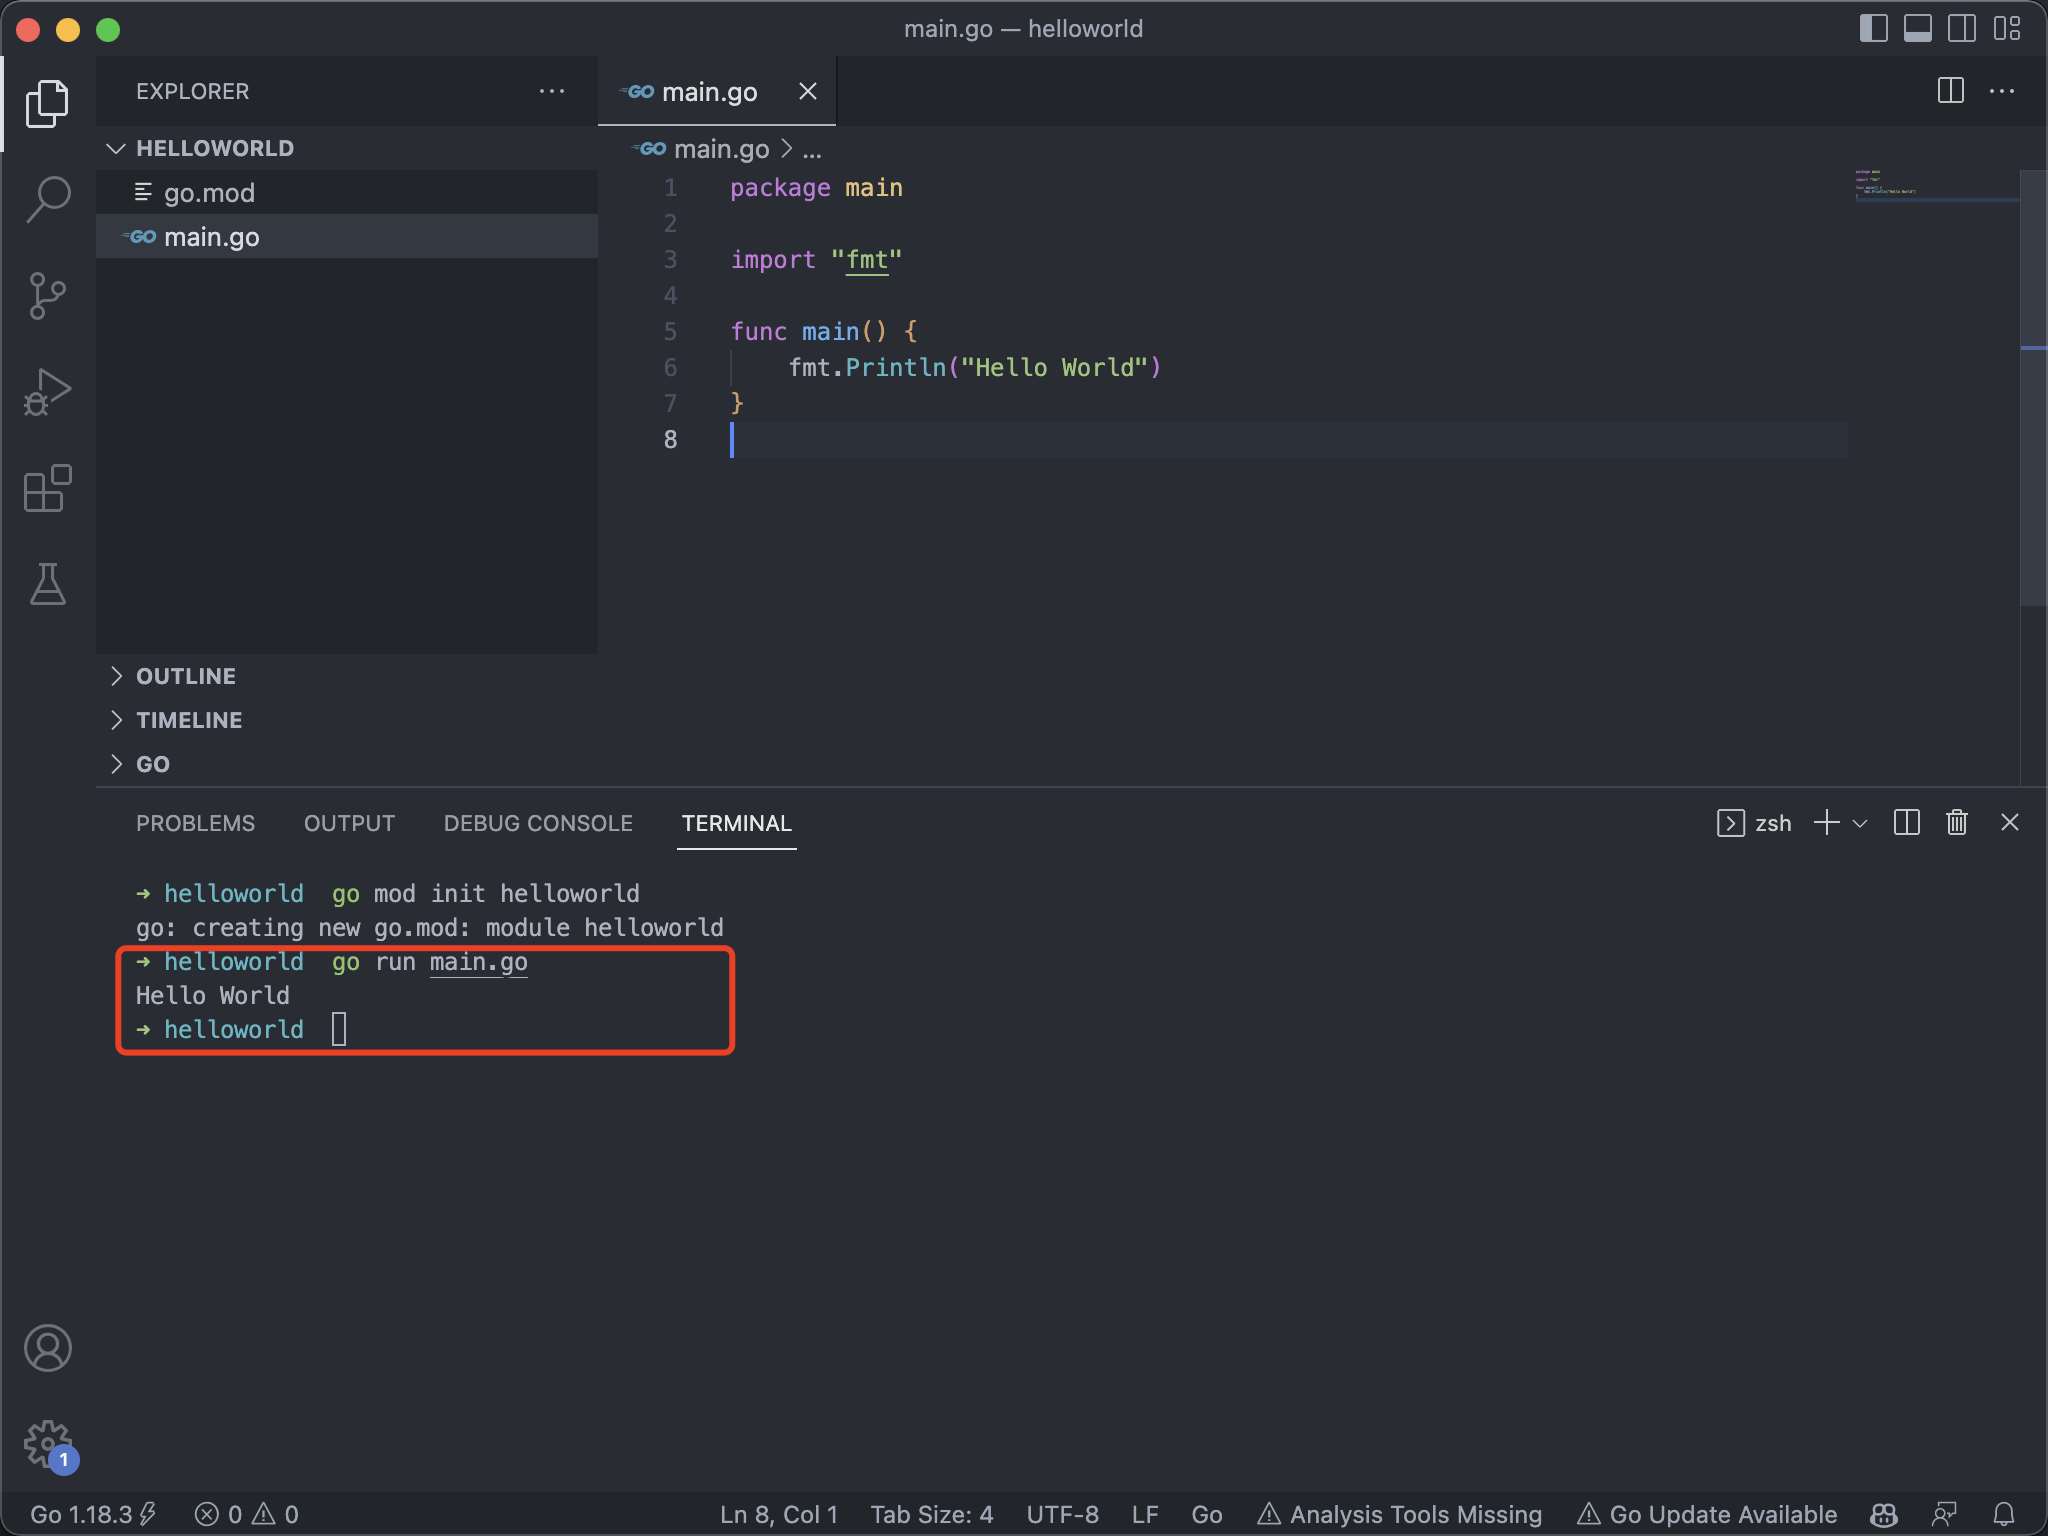 main.go — helloworld
EXPLORER
GO main.go
HELLOWORLD
go.mod
GO main.go
GO main.go > ...
1 package main
2
3 import "fmt"
4
5 func main() {
6 fmt.Println("Hello World")
7 }
8
OUTLINE
TIMELINE
GO
PROBLEMS OUTPUT DEBUG CONSOLE TERMINAL
zsh
→ helloworld go mod init helloworld
go: creating new go.mod: module helloworld
→ helloworld go run main.go
Hello World
→ helloworld
1
Go 1.18.3 0 0 Ln 8, Col 1 Tab Size: 4 UTF-8 LF Go Analysis Tools Missing Go Update Available